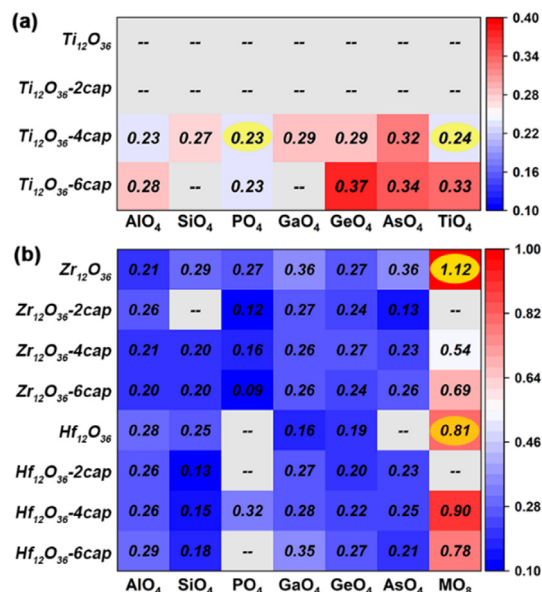 (a)
Ti12O36 -- -- -- -- -- -- --
Ti12O36-2cap -- -- -- -- -- -- --
Ti12O36-4cap 0.23 0.27 0.23 0.29 0.29 0.32 0.24
Ti12O36-6cap 0.28 -- 0.23 -- 0.37 0.34 0.33
AlO4 SiO4 PO4 GaO4 GeO4 AsO4 TiO4
0.40
0.34
0.28
0.22
0.16
0.10
(b)
Zr12O36 0.21 0.29 0.27 0.36 0.27 0.36 1.12
Zr12O36-2cap 0.26 -- 0.12 0.27 0.24 0.13 --
Zr12O36-4cap 0.21 0.20 0.16 0.26 0.27 0.23 0.54
Zr12O36-6cap 0.20 0.20 0.09 0.26 0.24 0.26 0.69
Hf12O36 0.28 0.25 -- 0.16 0.19 -- 0.81
Hf12O36-2cap 0.26 0.13 -- 0.27 0.20 0.23 --
Hf12O36-4cap 0.26 0.15 0.32 0.28 0.22 0.25 0.90
Hf12O36-6cap 0.29 0.18 -- 0.35 0.27 0.21 0.78
AlO4 SiO4 PO4 GaO4 GeO4 AsO4 MO8
1.00
0.82
0.64
0.46
0.28
0.10